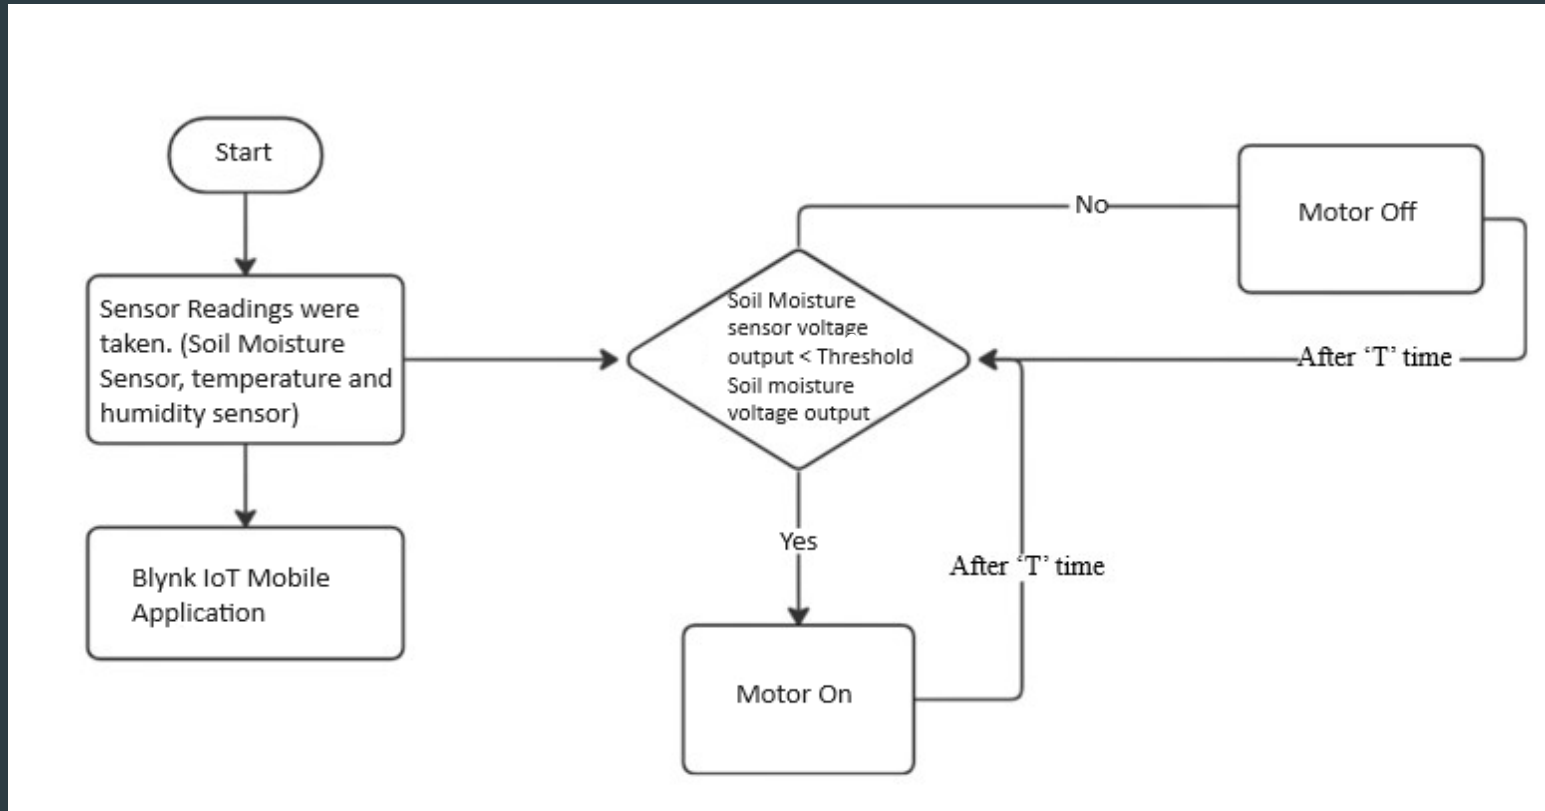 Start
Sensor Readings were
taken. (Soil Moisture
Sensor, temperature and
humidity sensor)
Blynk IoT Mobile
Application
Soil Moisture
sensor voltage
output < Threshold
Soil moisture
voltage output
No
Motor Off
After ‘T’ time
Yes
After ‘T’ time
Motor On